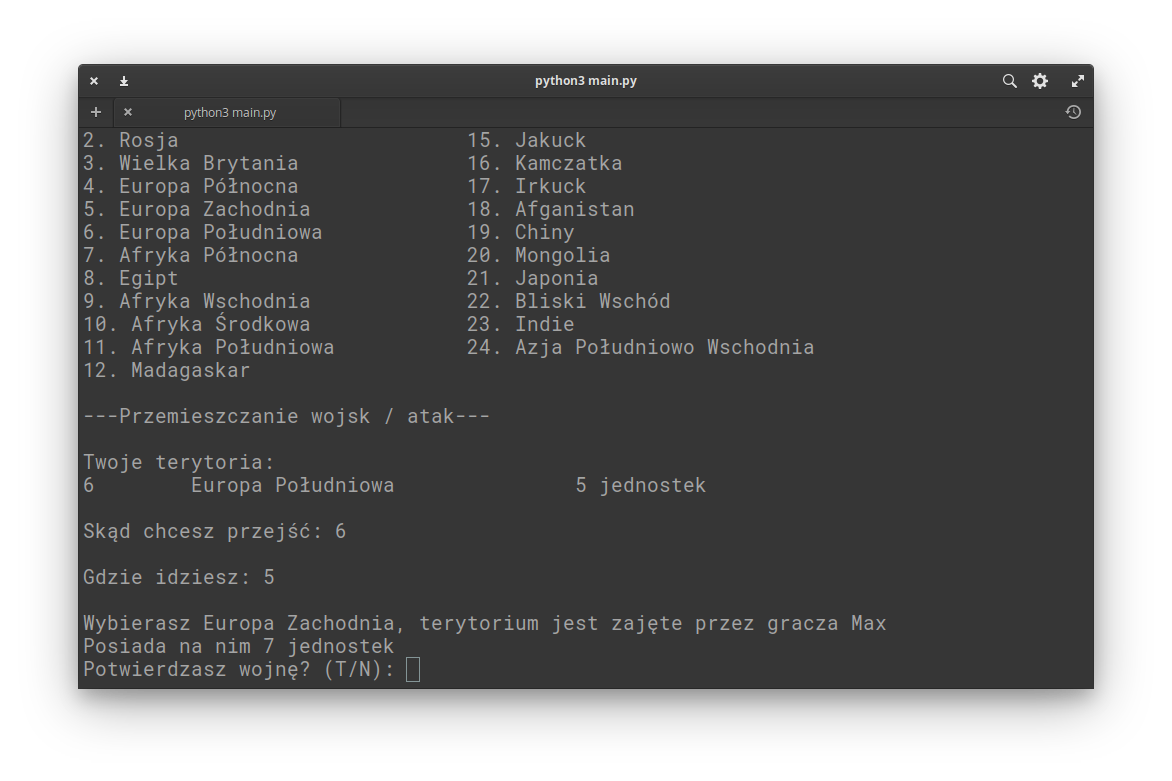 python3 main.py
python3 main.py
2. Rosja 15. Jakuck
3. Wielka Brytania 16. Kamczatka
4. Europa Północna 17. Irkuck
5. Europa Zachodnia 18. Afganistan
6. Europa Południowa 19. Chiny
7. Afryka Północna 20. Mongolia
8. Egipt 21. Japonia
9. Afryka Wschodnia 22. Bliski Wschód
10. Afryka Środkowa 23. Indie
11. Afryka Południowa 24. Azja Południowo Wschodnia
12. Madagaskar
---Przemieszczanie wojsk / atak---
Twoje terytoria:
6 Europa Południowa 5 jednostek
Skąd chcesz przejść: 6
Gdzie idziesz: 5
Wybierasz Europa Zachodnia, terytorium jest zajęte przez gracza Max
Posiada na nim 7 jednostek
Potwierdzasz wojnę? (T/N):